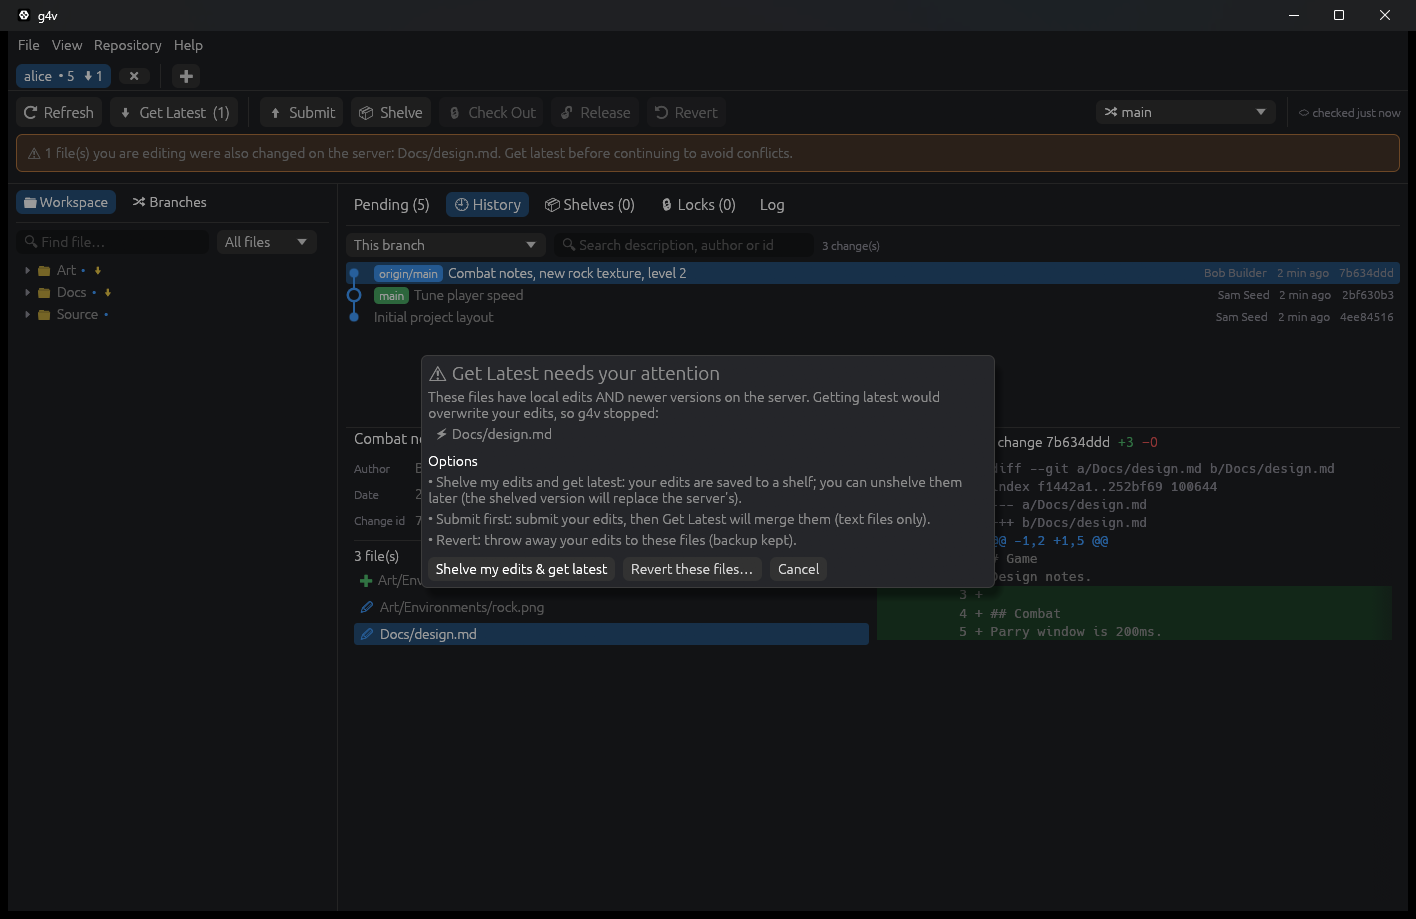 g4v
File View Repository Help
alice • 5 1
Refresh Get Latest (1) Submit Shelve Check Out Release Revert main checked just now
1 file(s) you are editing were also changed on the server: Docs/design.md. Get latest before continuing to avoid conflicts.
Workspace Branches
Find file...
All files
Art
Docs
Source
Pending (5) History Shelves (0) Locks (0) Log
This branch Search description, author or id 3 change(s)
origin/main Combat notes, new rock texture, level 2 Bob Builder 2 min ago 7b634ddd
main Tune player speed Sam Seed 2 min ago 2bf630b3
Initial project layout Sam Seed 2 min ago 4ee84516
Get Latest needs your attention
These files have local edits AND newer versions on the server. Getting latest would
overwrite your edits, so g4v stopped:
Docs/design.md
Options
• Shelve my edits and get latest: your edits are saved to a shelf; you can unshelve them
later (the shelved version will replace the server's).
• Submit first: submit your edits, then Get Latest will merge them (text files only).
• Revert: throw away your edits to these files (backup kept).
Shelve my edits & get latest Revert these files... Cancel
Combat
Author
Date
Change id
3 file(s)
Art/Environments/rock.png
Docs/design.md
change 7b634ddd +3 −0
--git a/Docs/design.md b/Docs/design.md
index f1442a1..252bf69 100644
--- a/Docs/design.md
+++ b/Docs/design.md
@@ -1,2 +1,5 @@
# Game
Design notes.
3 +
4 + ## Combat
5 + Parry window is 200ms.